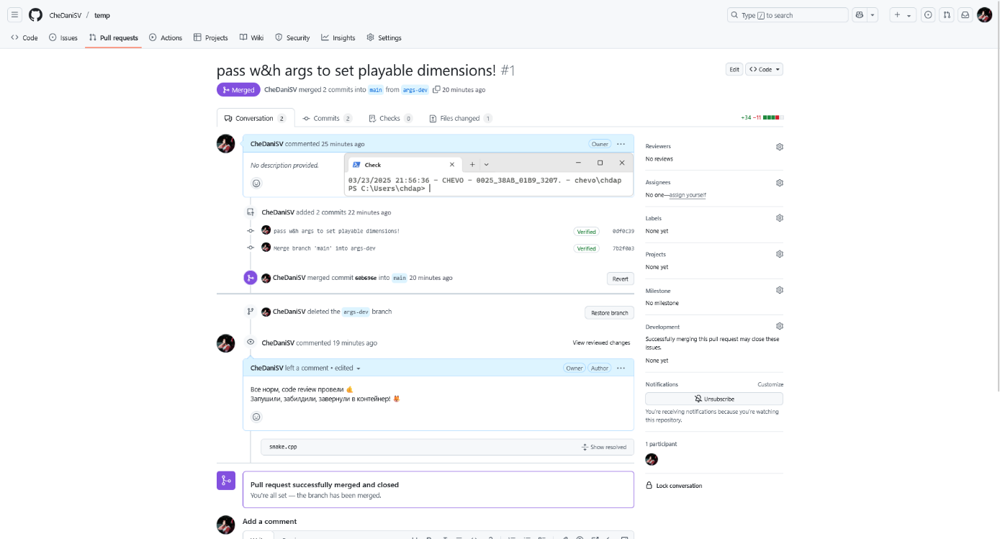 CheDaniSV / temp
Type / to search
Code Issues Pull requests Actions Projects Wiki Security Insights Settings
pass w&h args to set playable dimensions! #1
Edit Code
Merged CheDaniSV merged 2 commits into main from args-dev 20 minutes ago
Conversation 2 Commits 2 Checks 0 Files changed 1
+34 −11
CheDaniSV commented 25 minutes ago
Owner
No description provided.
Check
03/23/2025 21:56:36 - CHEVO - 0025_38AB_01B9_3207. - chevo\chdap
PS C:\Users\chdap>
CheDaniSV added 2 commits 22 minutes ago
pass w&h args to set playable dimensions!
Verified 0df0c39
Merge branch 'main' into args-dev
Verified 7b2f0a3
CheDaniSV merged commit 60b696e into main 20 minutes ago
Revert
CheDaniSV deleted the args-dev branch
Restore branch
CheDaniSV commented 19 minutes ago
View reviewed changes
CheDaniSV left a comment • edited
Owner Author
Все норм, code review провели 🤙
Запушили, забилдили, завернули в контейнер! 🦊
snake.cpp
Show resolved
Pull request successfully merged and closed
You're all set — the branch has been merged.
Add a comment
Reviewers
No reviews
Assignees
No one—assign yourself
Labels
None yet
Projects
None yet
Milestone
No milestone
Development
Successfully merging this pull request may close these
issues.
None yet
Notifications
Customize
Unsubscribe
You're receiving notifications because you're watching
this repository.
1 participant
Lock conversation